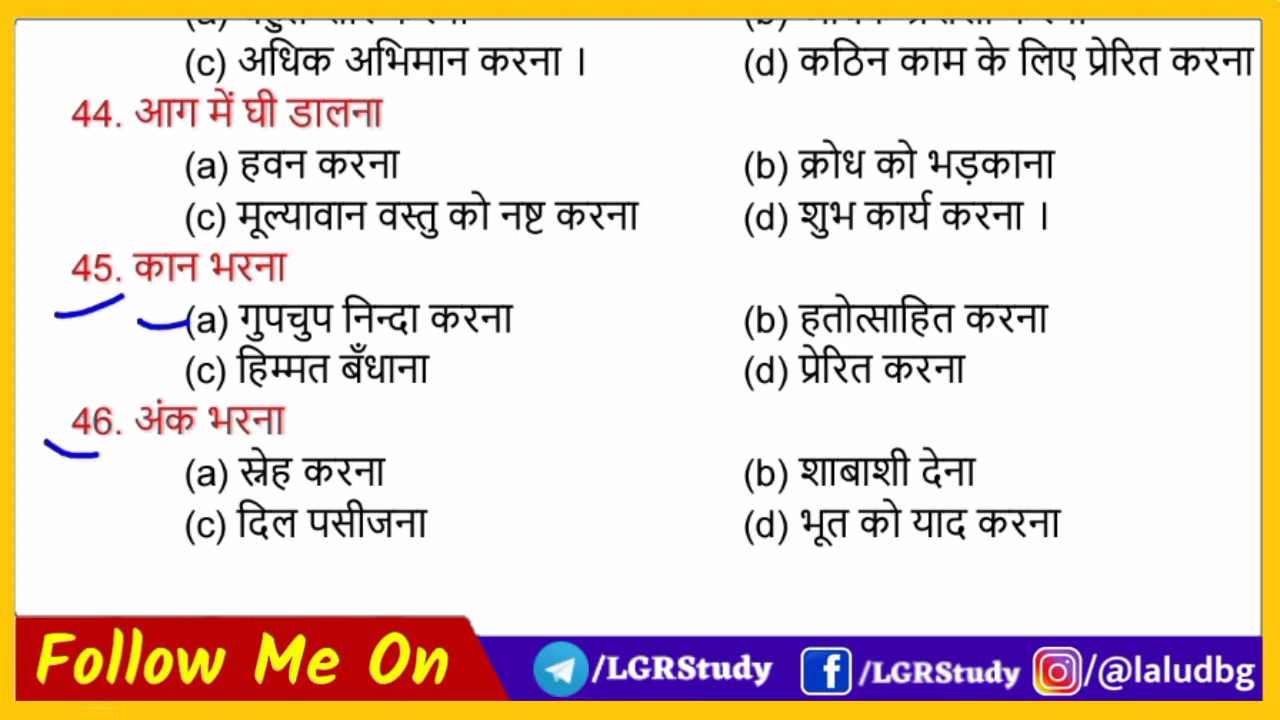 (c) अधिक अभिमान करना । (d) कठिन काम के लिए प्रेरित करना
44. आग में घी डालना
(a) हवन करना (b) क्रोध को भड़काना
(c) मूल्यावान वस्तु को नष्ट करना (d) शुभ कार्य करना ।
45. कान भरना
(a) गुपचुप निन्दा करना (b) हतोत्साहित करना
(c) हिम्मत बँधाना (d) प्रेरित करना
46. अंक भरना
(a) स्नेह करना (b) शाबाशी देना
(c) दिल पसीजना (d) भूत को याद करना
Follow Me On /LGRStudy /LGRStudy /@laludbg